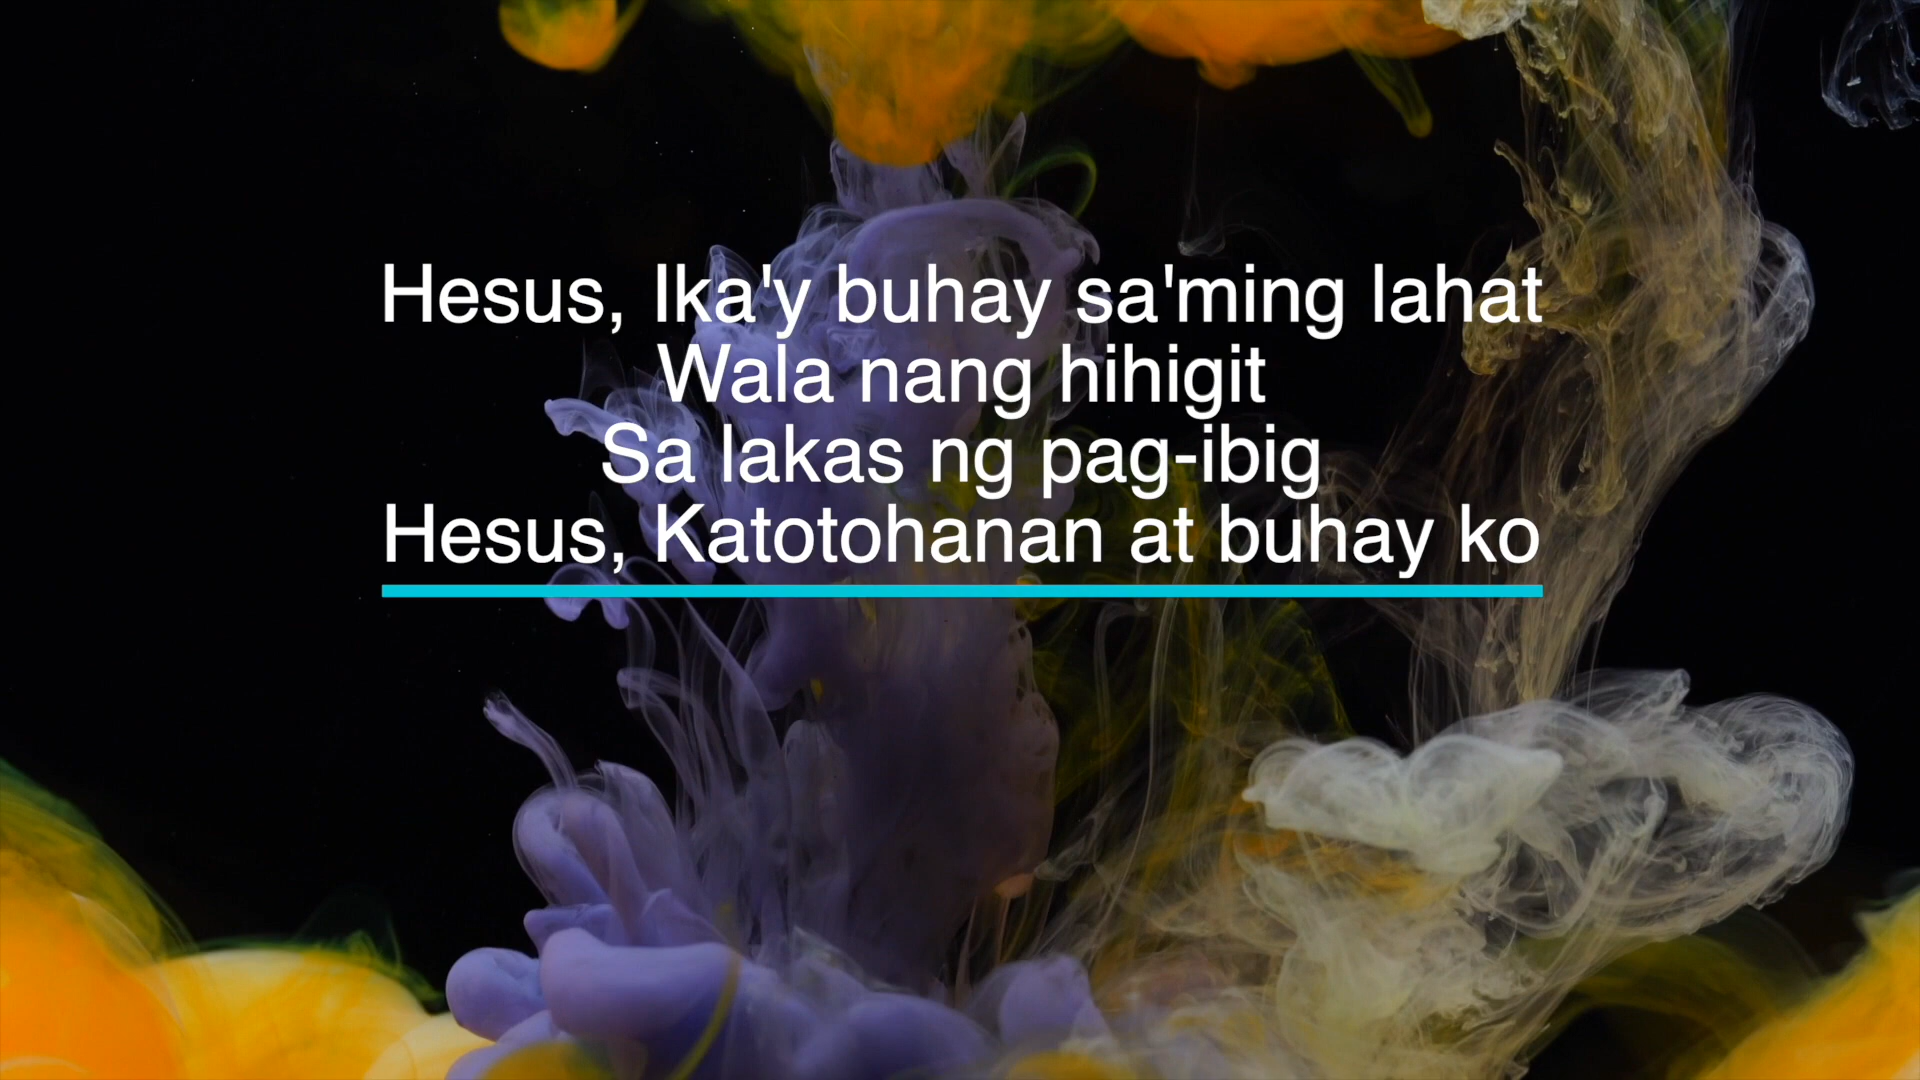 Hesus, Ika'y buhay sa'ming lahat
Wala nang hihigit
Sa lakas ng pag-ibig
Hesus, Katotohanan at buhay ko